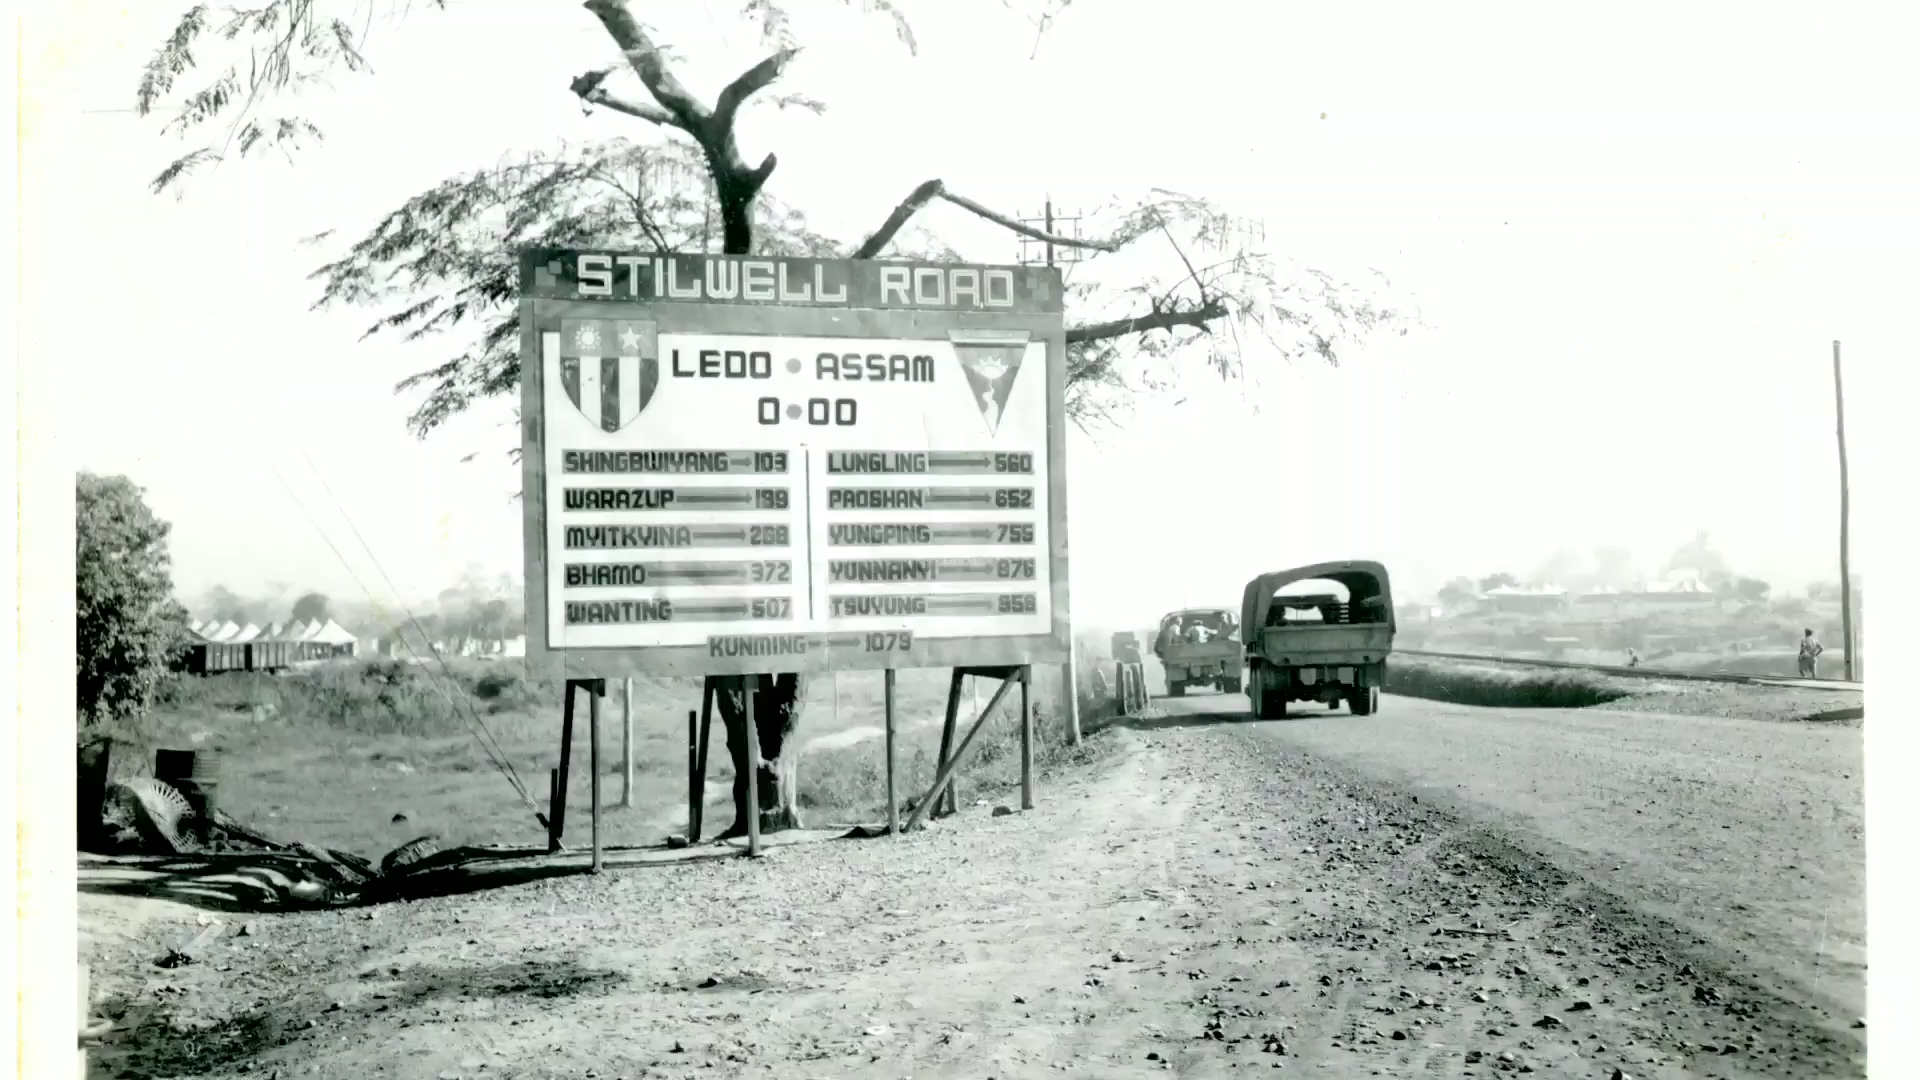 STILWELL ROAD
LEDO • ASSAM
0•00
SHINGBWIYANG 103
WARAZUP 189
MYITKYINA 268
BHAMO 372
WANTING 507
LUNGLING 560
PAOSHAN 652
YUNGPING 755
YUNNANYI 876
TSUYUNG 959
KUNMING 1079